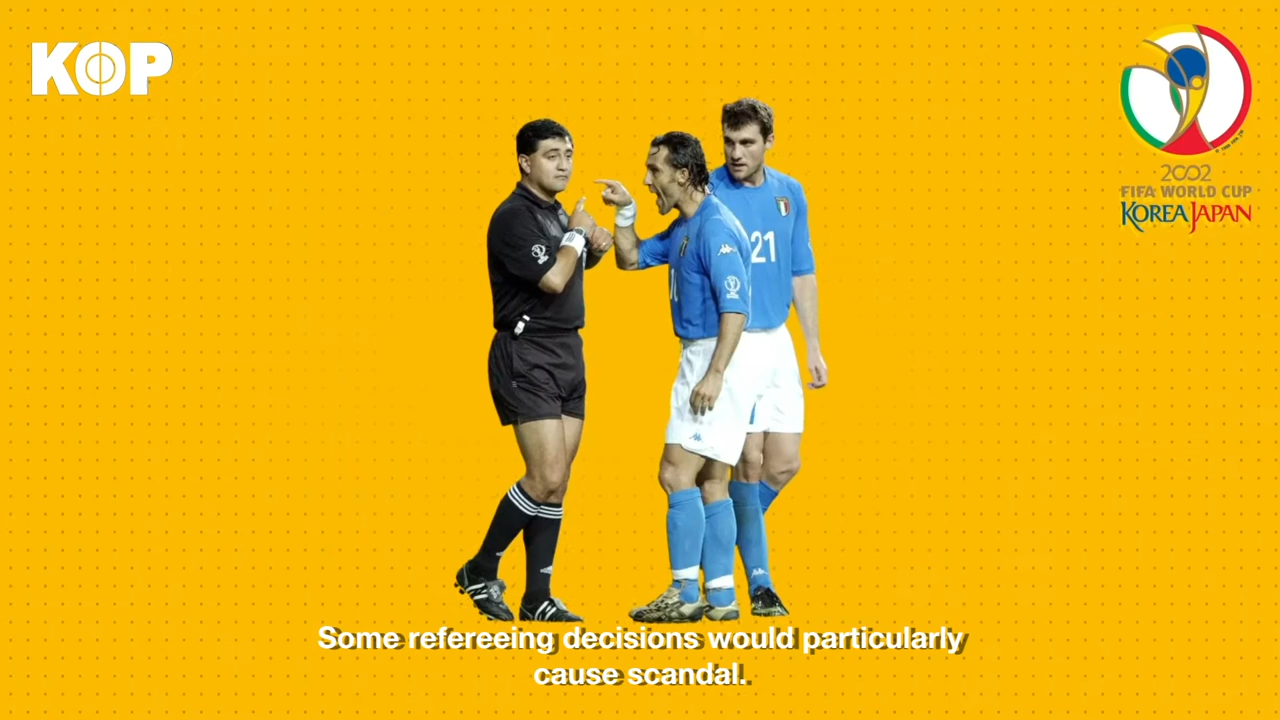 KOP
2002
FIFA WORLD CUP
KOREA JAPAN
21
Some refereeing decisions would particularly
cause scandal.